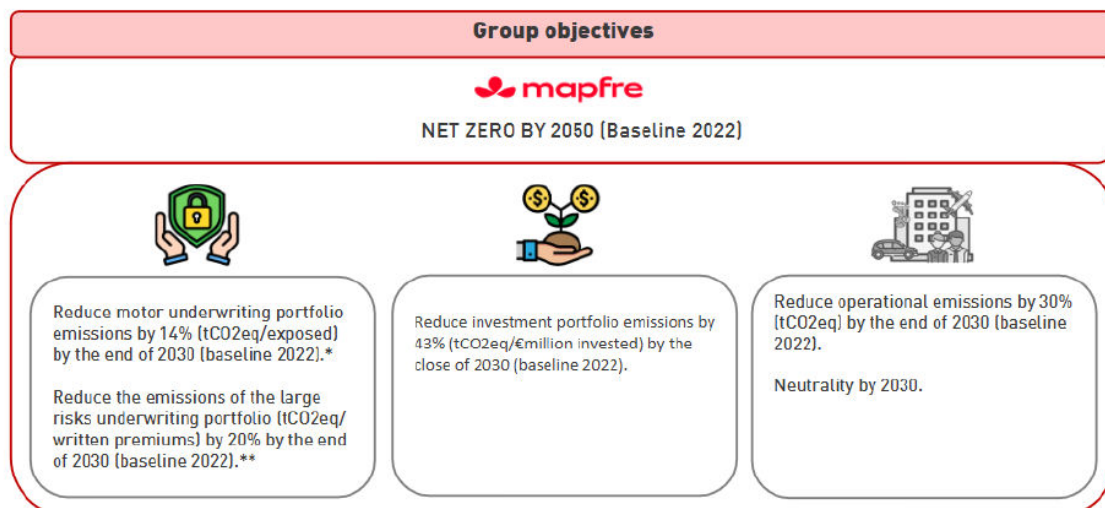 Group objectives
mapfre
NET ZERO BY 2050 (Baseline 2022)
Reduce motor underwriting portfolio
emissions by 14% (tCO2eq/exposed)
by the end of 2030 (baseline 2022).*
Reduce the emissions of the large
risks underwriting portfolio (tCO2eq/
written premiums) by 20% by the end
of 2030 (baseline 2022).**
Reduce investment portfolio emissions by
43% (tCO2eq/€million invested) by the
close of 2030 (baseline 2022).
Reduce operational emissions by 30%
(tCO2eq) by the end of 2030 (baseline
2022).
Neutrality by 2030.